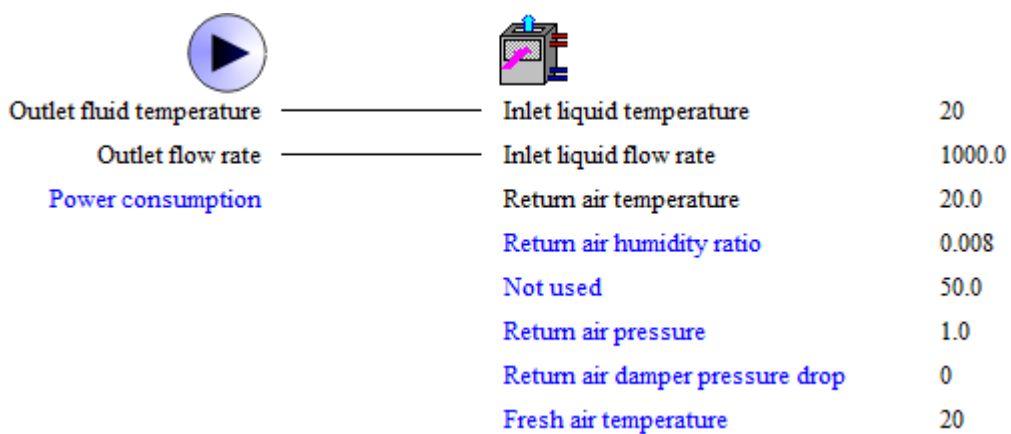 Outlet fluid temperature Inlet liquid temperature 20
Outlet flow rate Inlet liquid flow rate 1000.0
Power consumption Return air temperature 20.0
Return air humidity ratio 0.008
Not used 50.0
Return air pressure 1.0
Return air damper pressure drop 0
Fresh air temperature 20